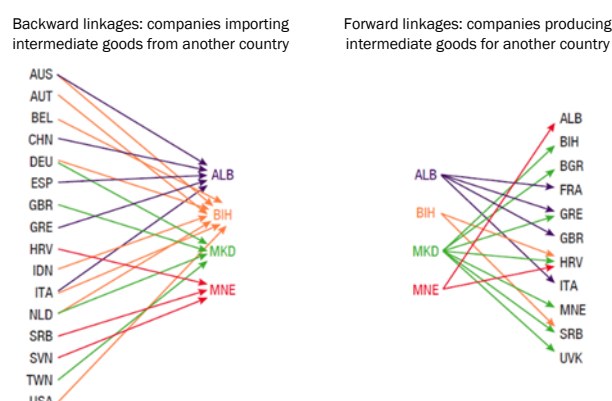 Backward linkages: companies importing
intermediate goods from another country
Forward linkages: companies producing
intermediate goods for another country
AUS
AUT
BEL
CHN
DEU
ESP
GBR
GRE
HRV
IDN
ITA
NLD
SRB
SVN
TWN
USA
ALB
BIH
MKD
MNE
ALB
BIH
MKD
MNE
ALB
BIH
BGR
FRA
GRE
GBR
HRV
ITA
MNE
SRB
UVK